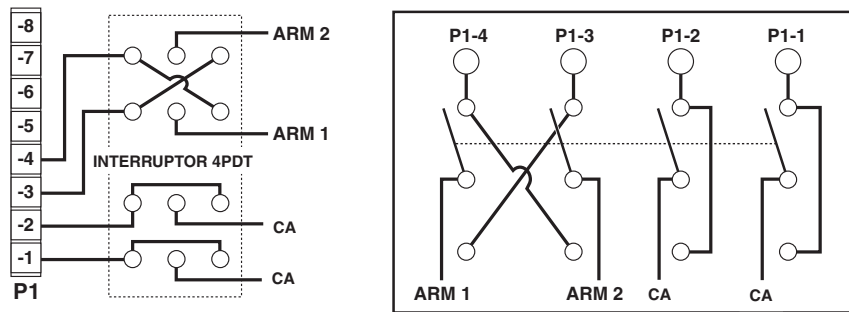 -8
-7
-6
-5
-4
-3
-2
-1
P1
ARM 2
ARM 1
INTERRUPTOR 4PDT
CA
CA
P1-4 P1-3 P1-2 P1-1
ARM 1 ARM 2 CA CA